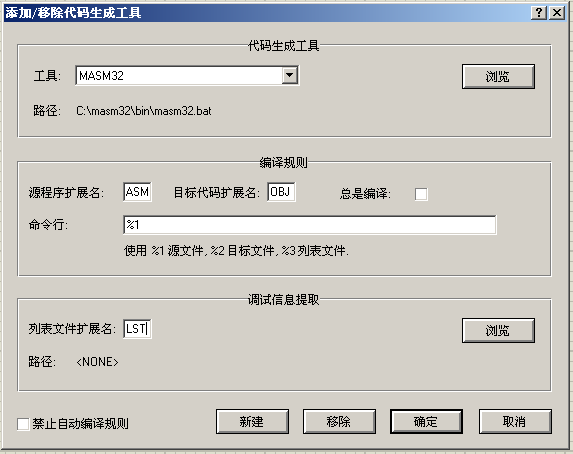 添加/移除代码生成工具
代码生成工具
工具: MASM32 浏览
路径: C:\masm32\bin\masm32.bat
编译规则
源程序扩展名: ASM 目标代码扩展名: OBJ 总是编译:
命令行: %1
使用 %1 源文件, %2 目标文件, %3 列表文件.
调试信息提取
列表文件扩展名: LST 浏览
路径: <NONE>
禁止自动编译规则 新建 移除 确定 取消